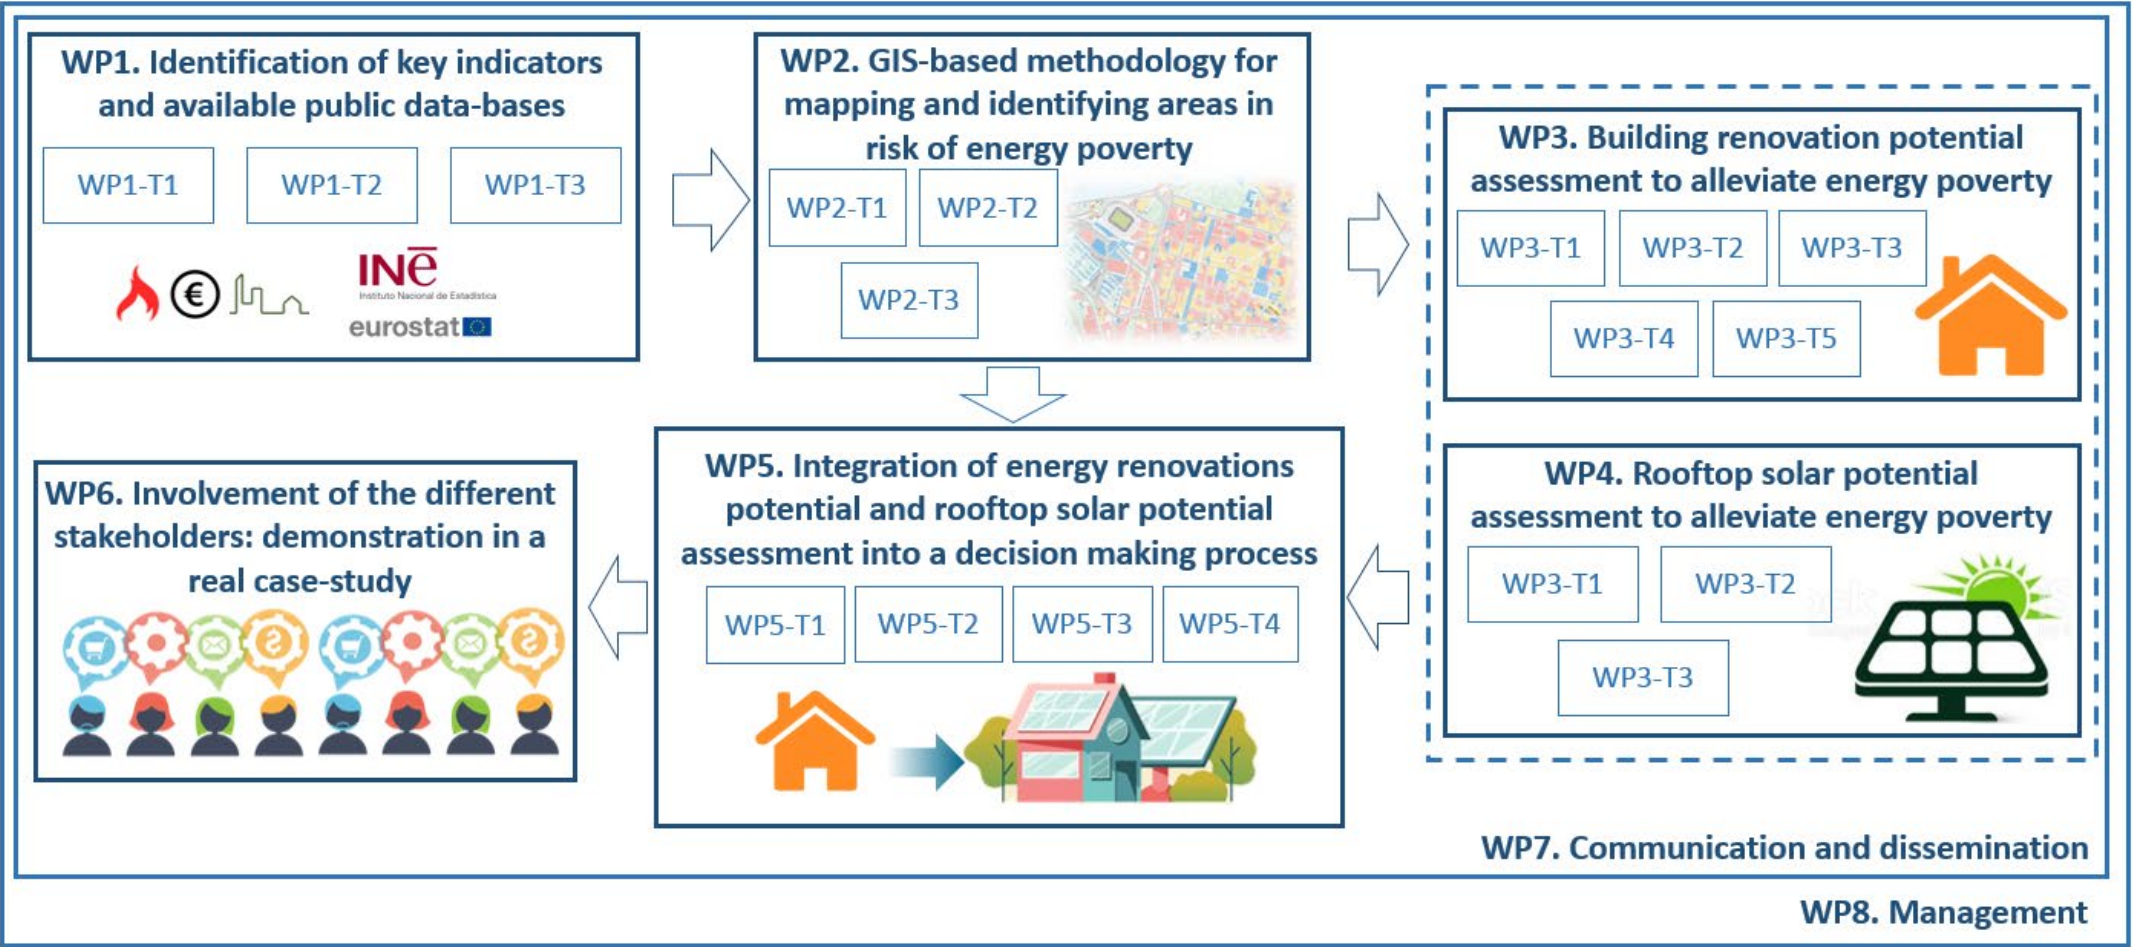 WP1. Identification of key indicators
and available public data-bases
WP1-T1
WP1-T2
WP1-T3
€
INe
Instituto Nacional de Estadística
eurostat
WP2. GIS-based methodology for
mapping and identifying areas in
risk of energy poverty
WP2-T1
WP2-T2
WP2-T3
WP3. Building renovation potential
assessment to alleviate energy poverty
WP3-T1
WP3-T2
WP3-T3
WP3-T4
WP3-T5
WP4. Rooftop solar potential
assessment to alleviate energy poverty
WP3-T1
WP3-T2
WP3-T3
WP5. Integration of energy renovations
potential and rooftop solar potential
assessment into a decision making process
WP5-T1
WP5-T2
WP5-T3
WP5-T4
WP6. Involvement of the different
stakeholders: demonstration in a
real case-study
$
$
WP7. Communication and dissemination
WP8. Management